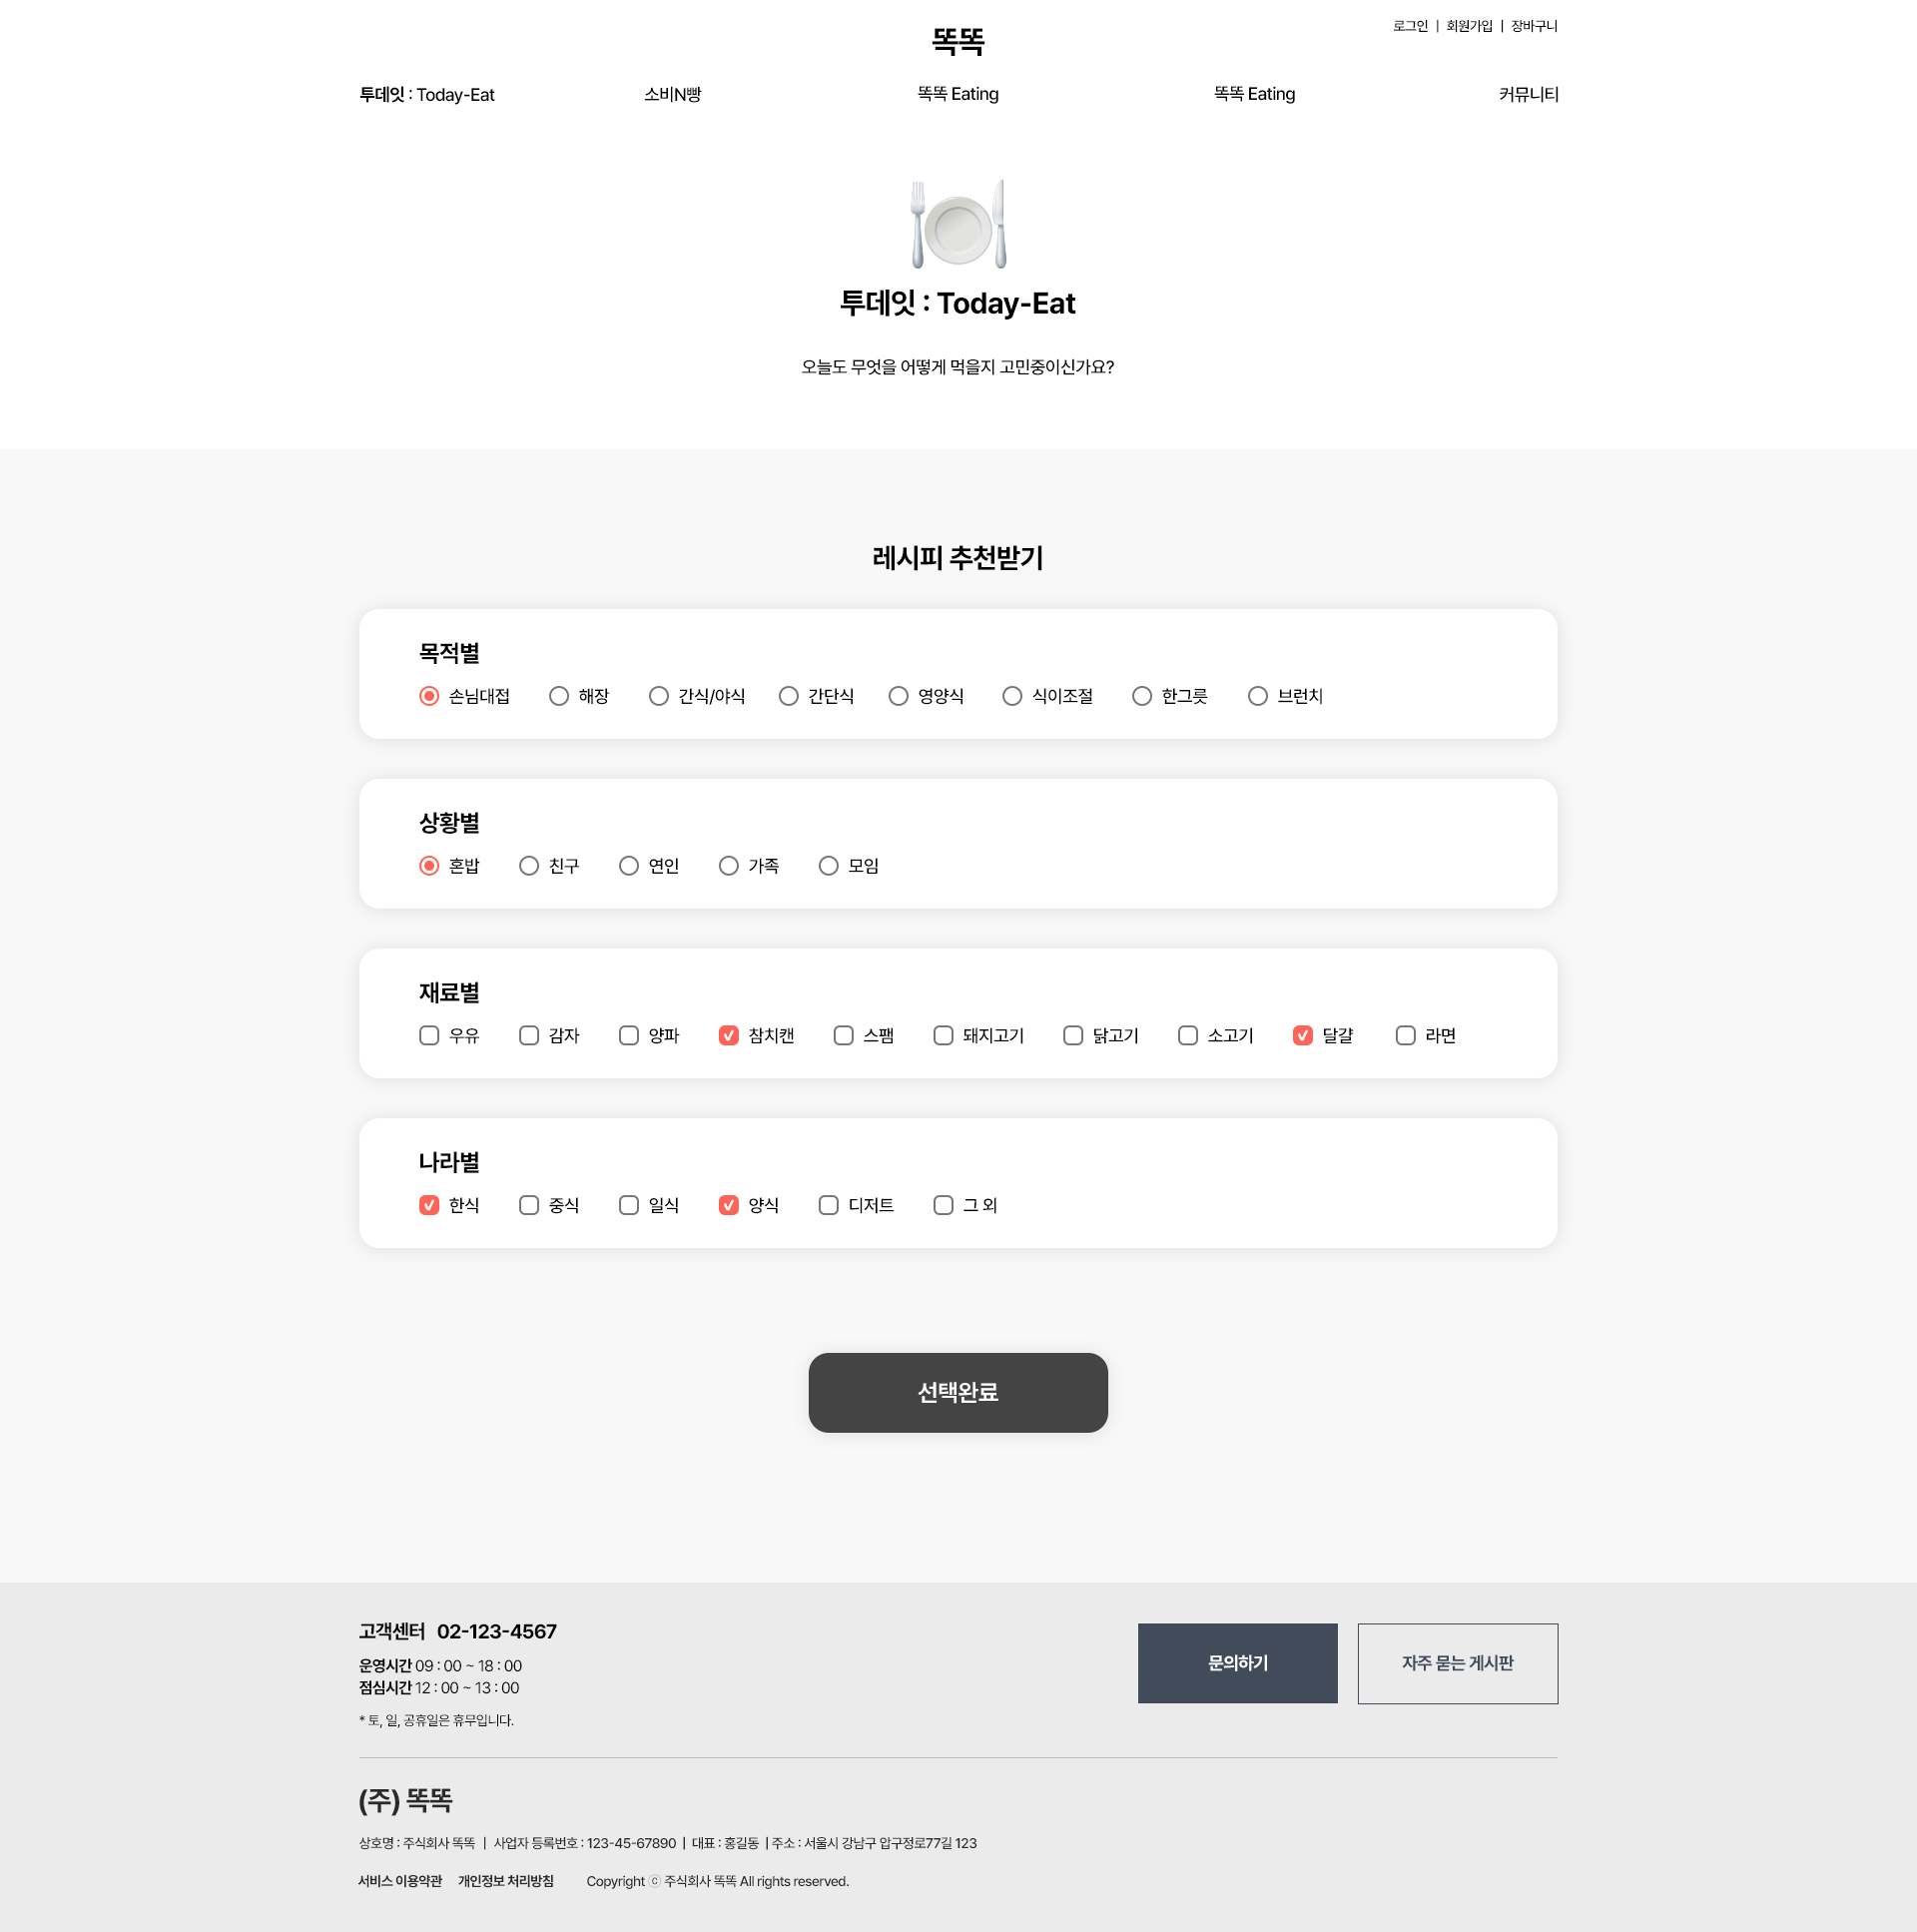 로그인 | 회원가입 | 장바구니
똑똑
투데잇 : Today-Eat 소비N빵 똑똑 Eating 똑똑 Eating 커뮤니티
투데잇 : Today-Eat
오늘도 무엇을 어떻게 먹을지 고민중이신가요?
레시피 추천받기
목적별
손님대접 해장 간식/야식 간단식 영양식 식이조절 한그릇 브런치
상황별
혼밥 친구 연인 가족 모임
재료별
우유 감자 양파 참치캔 스팸 돼지고기 닭고기 소고기 달걀 라면
나라별
한식 중식 일식 양식 디저트 그 외
선택완료
고객센터 02-123-4567
운영시간 09 : 00 ~ 18 : 00
점심시간 12 : 00 ~ 13 : 00
* 토, 일, 공휴일은 휴무입니다.
문의하기 자주 묻는 게시판
(주) 똑똑
상호명 : 주식회사 똑똑 | 사업자 등록번호 : 123-45-67890 | 대표 : 홍길동 | 주소 : 서울시 강남구 압구정로77길 123
서비스 이용약관 개인정보 처리방침 Copyright ⓒ 주식회사 똑똑 All rights reserved.